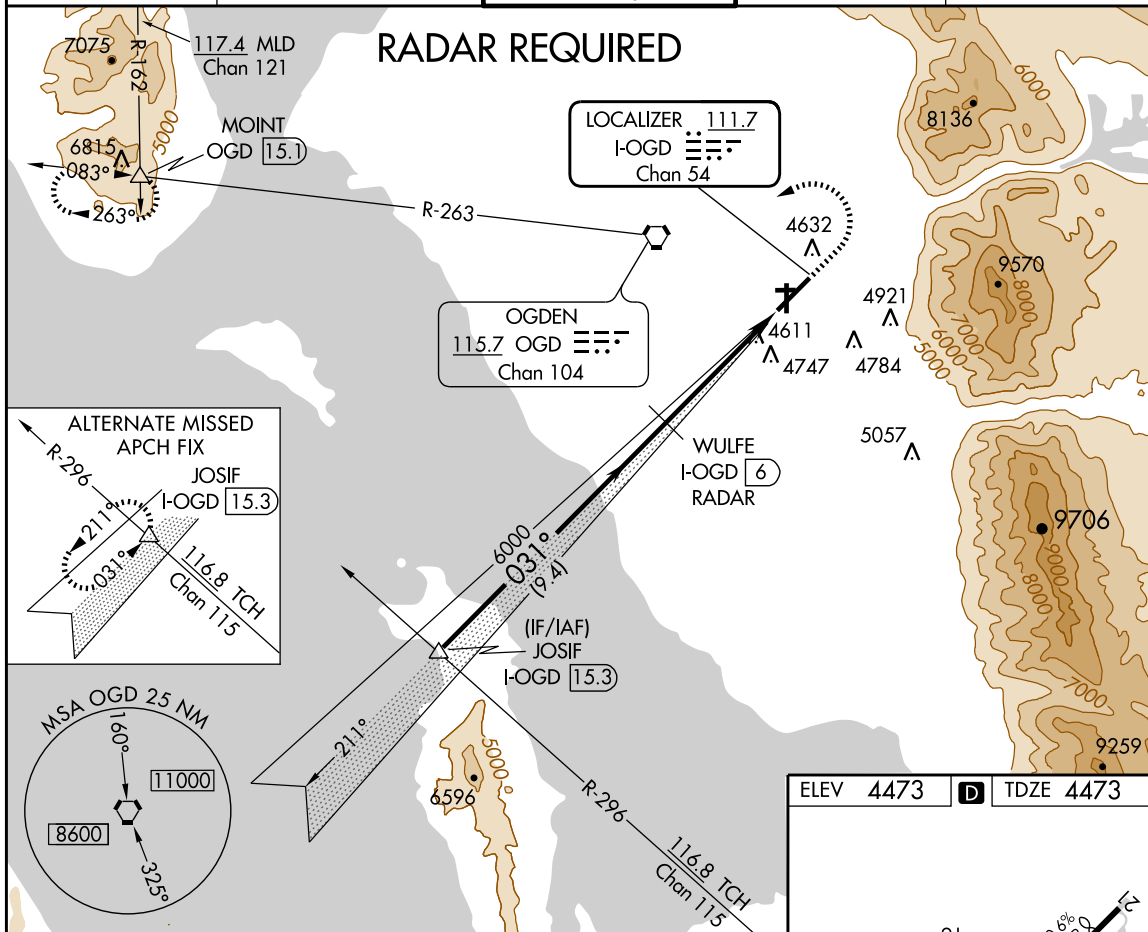 RADAR REQUIRED
7075
R-162
117.4 MLD
Chan 121
5000
MOINT
OGD 15.1
6815
083°
263°
R-263
LOCALIZER 111.7
I-OGD
Chan 54
6000
8136
4632
9570
8000
7000
6000
5000
4921
4611
4747
4784
5057
OGDEN
115.7 OGD
Chan 104
WULFE
I-OGD 6
RADAR
9706
9000
8000
7000
9259
ALTERNATE MISSED
APCH FIX
R-296
JOSIF
I-OGD 15.3
211°
031°
116.8 TCH
Chan 115
6000
031°
(9.4)
(IF/IAF)
JOSIF
I-OGD 15.3
211°
5000
6596
R-296
116.8 TCH
Chan 115
MSA OGD 25 NM
160°
11000
8600
325°
ELEV 4473 D TDZE 4473
21